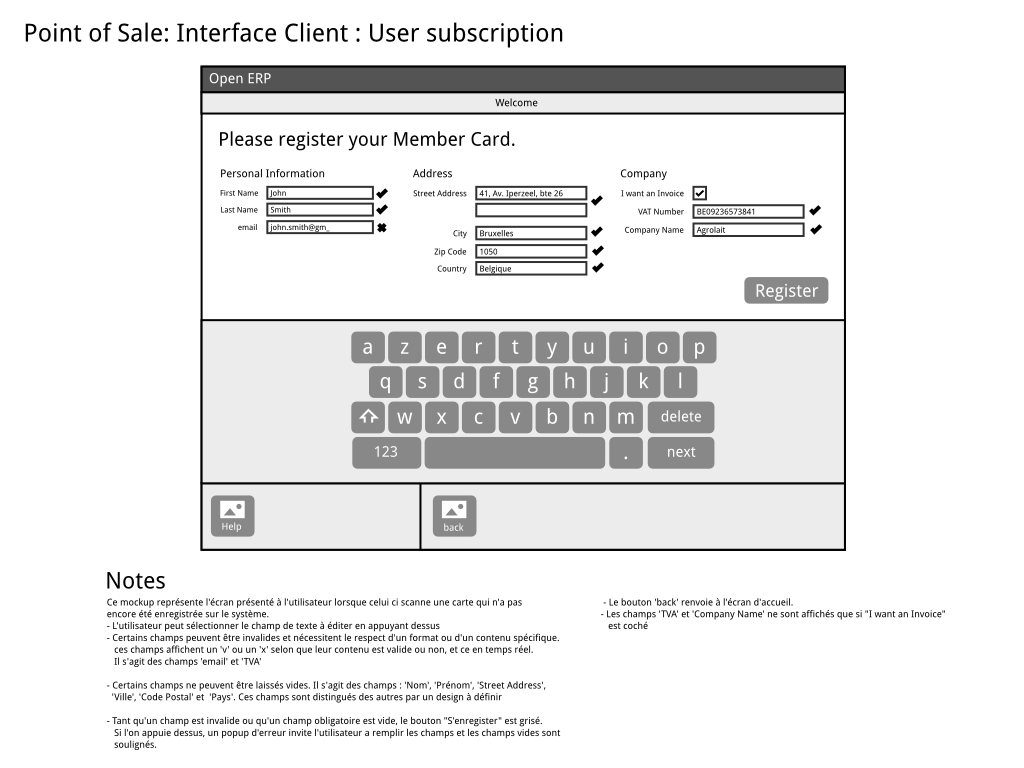 Point of Sale: Interface Client : User subscription
Open ERP
Welcome
Please register your Member Card.
Personal Information
First Name John
Last Name Smith
email john.smith@gm_
Address
Street Address 41, Av. Iperzeel, bte 26
City Bruxelles
Zip Code 1050
Country Belgique
Company
I want an Invoice
VAT Number BE09236573841
Company Name Agrolait
Register
a z e r t y u i o p
q s d f g h j k l
w x c v b n m delete
123 . next
Help
back
Notes
Ce mockup représente l'écran présenté à l'utilisateur lorsque celui ci scanne une carte qui n'a pas
encore été enregistrée sur le système.
- L'utilisateur peut sélectionner le champ de texte à éditer en appuyant dessus
- Certains champs peuvent être invalides et nécessitent le respect d'un format ou d'un contenu spécifique.
ces champs affichent un 'v' ou un 'x' selon que leur contenu est valide ou non, et ce en temps réel.
Il s'agit des champs 'email' et 'TVA'
- Certains champs ne peuvent être laissés vides. Il s'agit des champs : 'Nom', 'Prénom', 'Street Address',
'Ville', 'Code Postal' et 'Pays'. Ces champs sont distingués des autres par un design à définir
- Tant qu'un champ est invalide ou qu'un champ obligatoire est vide, le bouton "S'enregister" est grisé.
Si l'on appuie dessus, un popup d'erreur invite l'utilisateur a remplir les champs et les champs vides sont
soulignés.
- Le bouton 'back' renvoie à l'écran d'accueil.
- Les champs 'TVA' et 'Company Name' ne sont affichés que si "I want an Invoice"
est coché